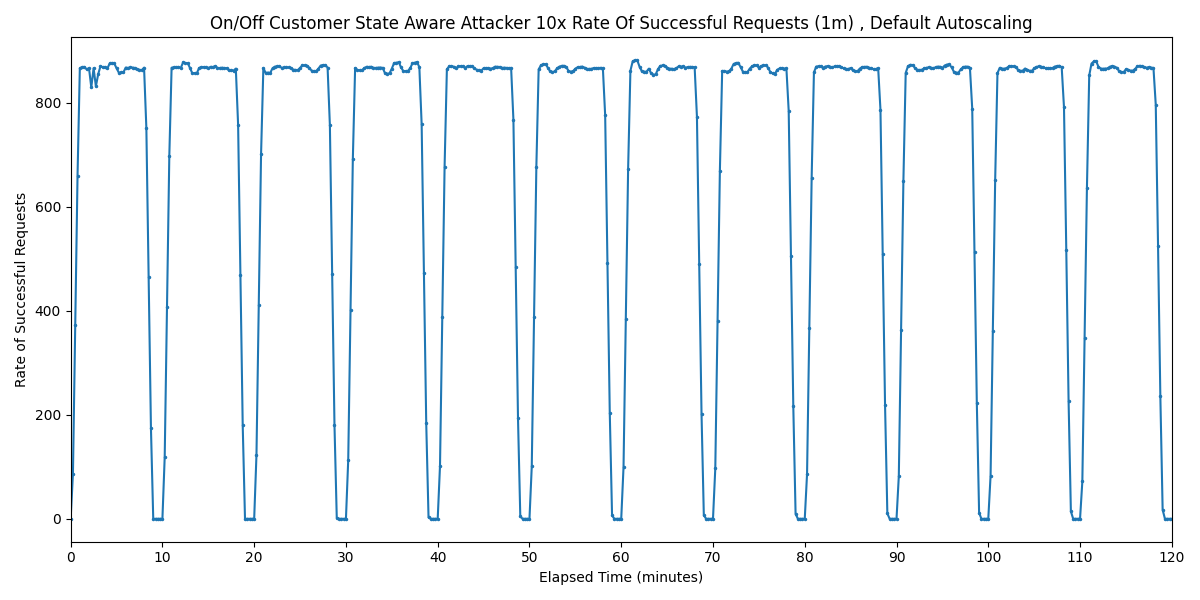 On/Off Customer State Aware Attacker 10x Rate Of Successful Requests (1m) , Default Autoscaling
Rate of Successful Requests
800
600
400
200
0
0 10 20 30 40 50 60 70 80 90 100 110 120
Elapsed Time (minutes)